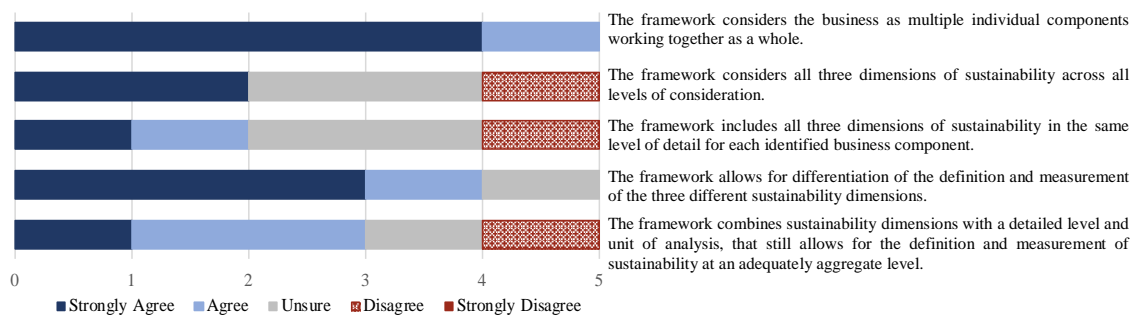 The framework considers the business as multiple individual components
working together as a whole.
The framework considers all three dimensions of sustainability across all
levels of consideration.
The framework includes all three dimensions of sustainability in the same
level of detail for each identified business component.
The framework allows for differentiation of the definition and measurement
of the three different sustainability dimensions.
The framework combines sustainability dimensions with a detailed level and
unit of analysis, that still allows for the definition and measurement of
sustainability at an adequately aggregate level.
0 1 2 3 4 5
Strongly Agree Agree Unsure Disagree Strongly Disagree